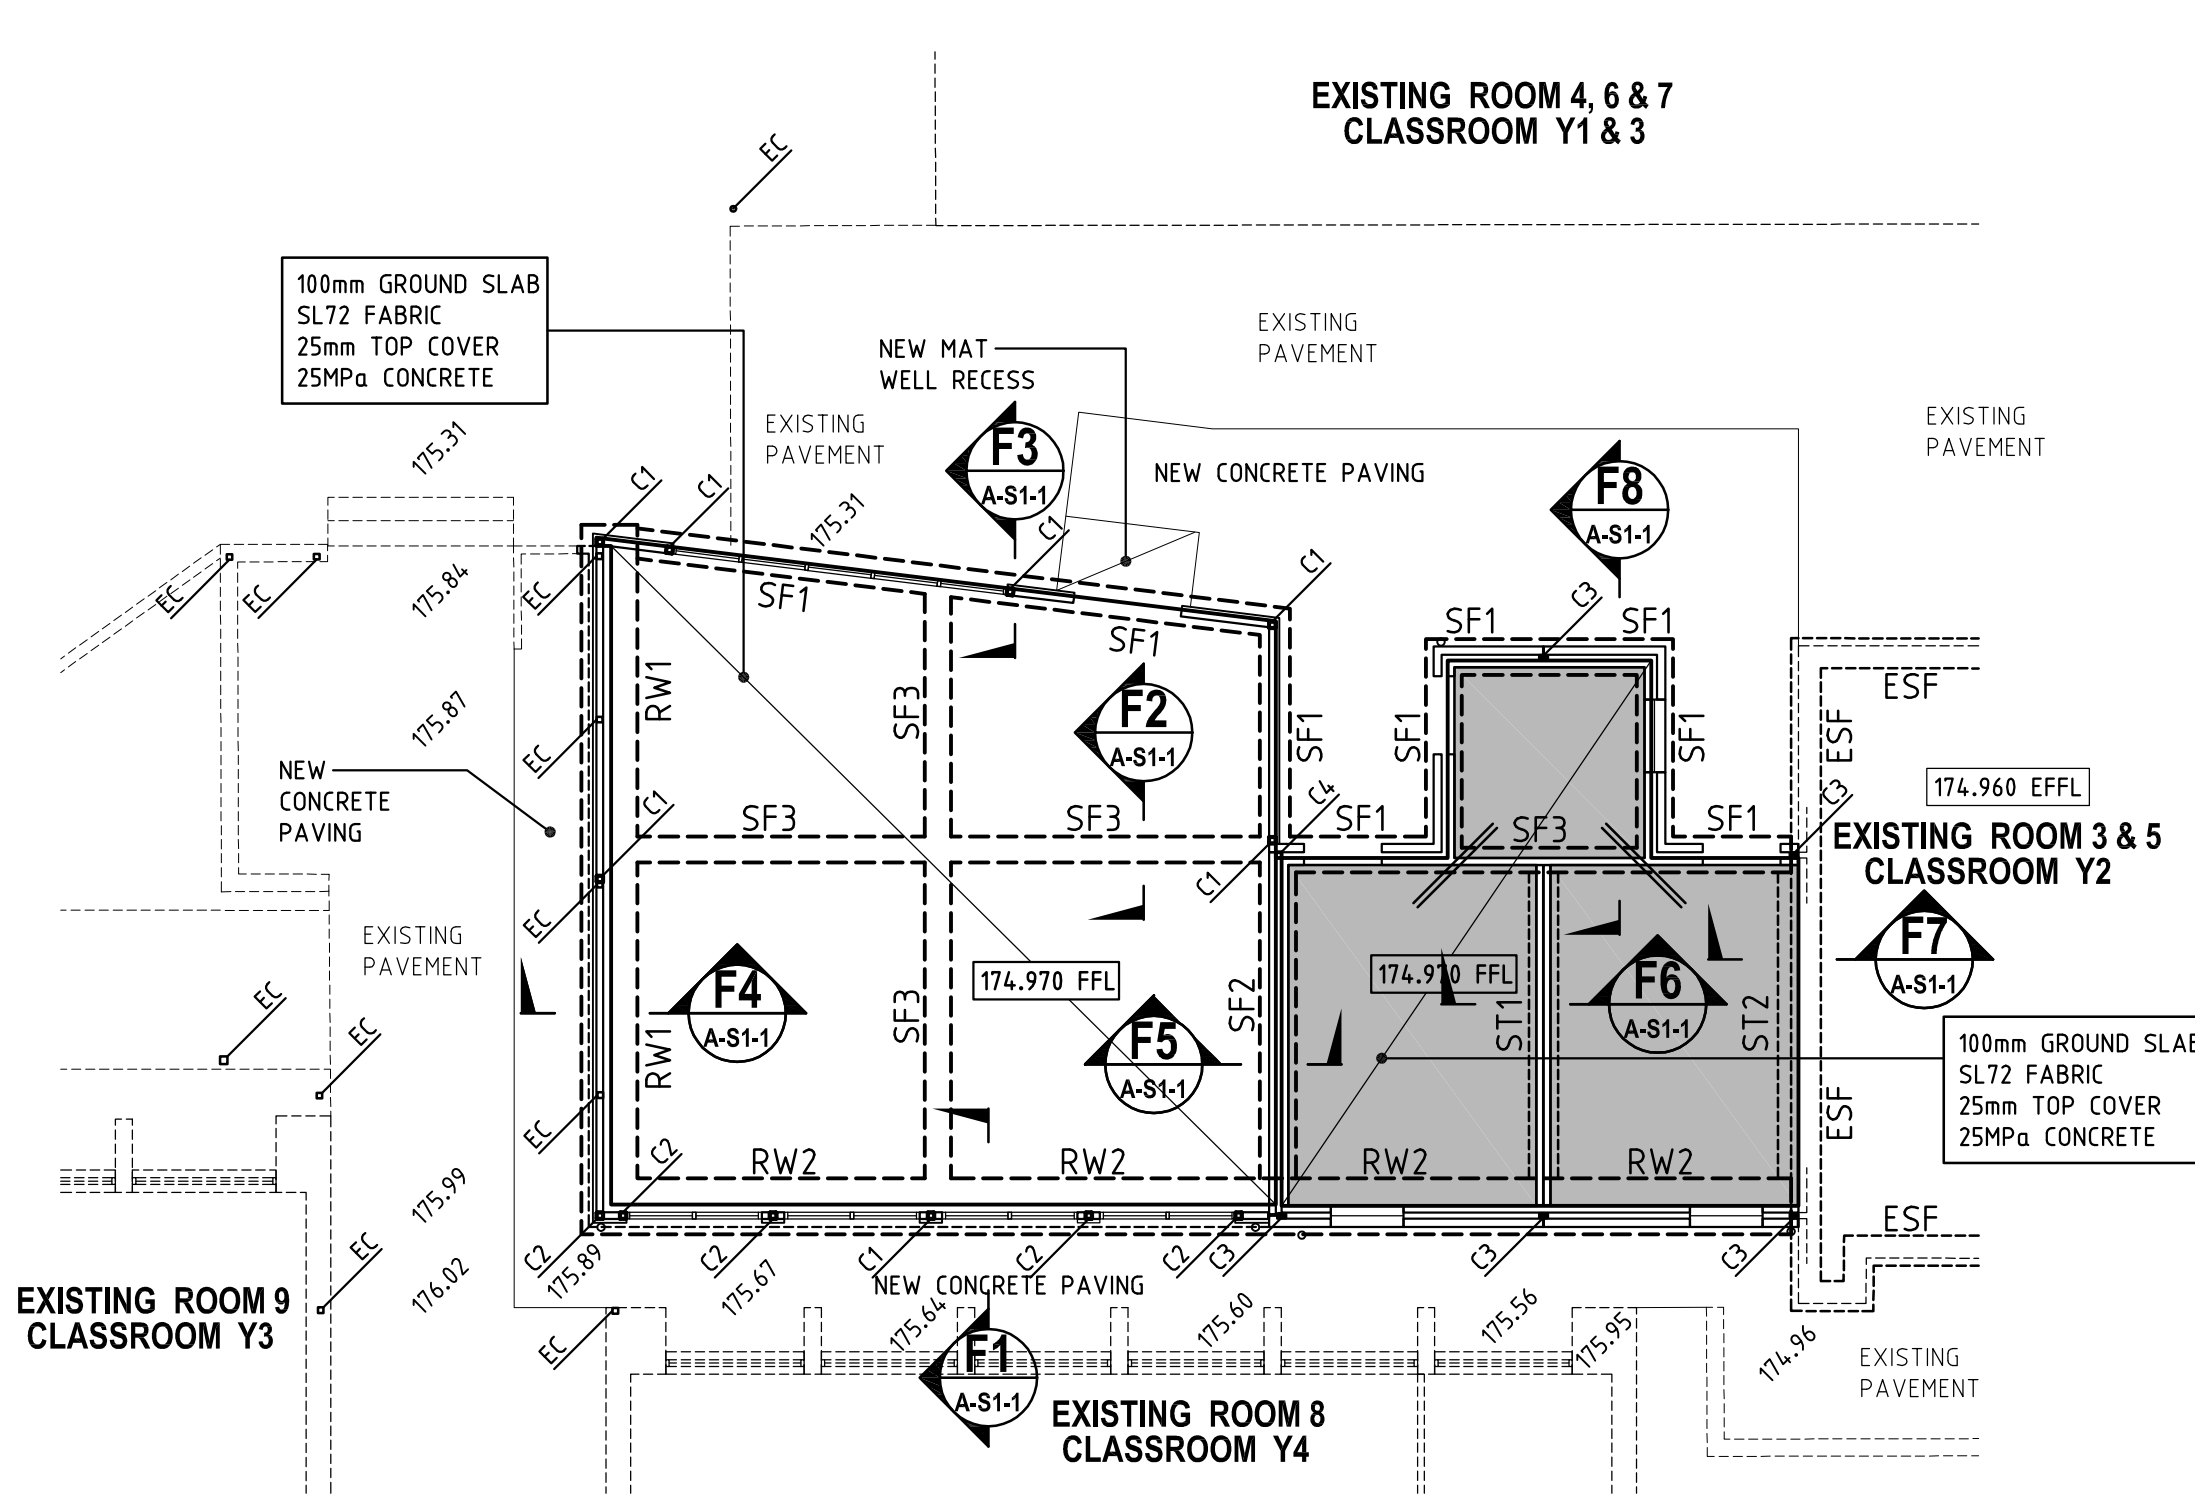 EXISTING ROOM 4, 6 & 7
CLASSROOM Y1 & 3
EC
100mm GROUND SLAB
SL72 FABRIC
25mm TOP COVER
25MPa CONCRETE
NEW MAT
WELL RECESS
EXISTING
PAVEMENT
EXISTING
PAVEMENT
EXISTING
PAVEMENT
175.31
F3
A-S1-1
NEW CONCRETE PAVING
F8
A-S1-1
C1
C1
175.31
C1
C1
EC
EC
175.84
EC
SF1
SF1
C3
SF1
SF1
RW1
SF3
F2
A-S1-1
SF1
SF1
SF1
ESF
ESF
175.87
EC
NEW
CONCRETE
PAVING
C1
SF3
SF3
C4
SF1
SF3
SF1
C3
174.960 EFFL
EXISTING ROOM 3 & 5
CLASSROOM Y2
EC
C1
EXISTING
PAVEMENT
F4
A-S1-1
174.970 FFL
174.970 FFL
F6
A-S1-1
F7
A-S1-1
EC
EC
RW1
SF3
F5
A-S1-1
SF2
ST1
ST2
100mm GROUND SLAB
SL72 FABRIC
25mm TOP COVER
25MPa CONCRETE
ESF
EC
C2
RW2
RW2
RW2
RW2
175.99
ESF
EC
176.02
C2
175.89
C2
175.67
C1
C2
C2
C3
C3
C3
NEW CONCRETE PAVING
EXISTING ROOM 9
CLASSROOM Y3
EC
175.64
175.60
175.56
175.95
174.96
F1
A-S1-1
EXISTING
PAVEMENT
EXISTING ROOM 8
CLASSROOM Y4